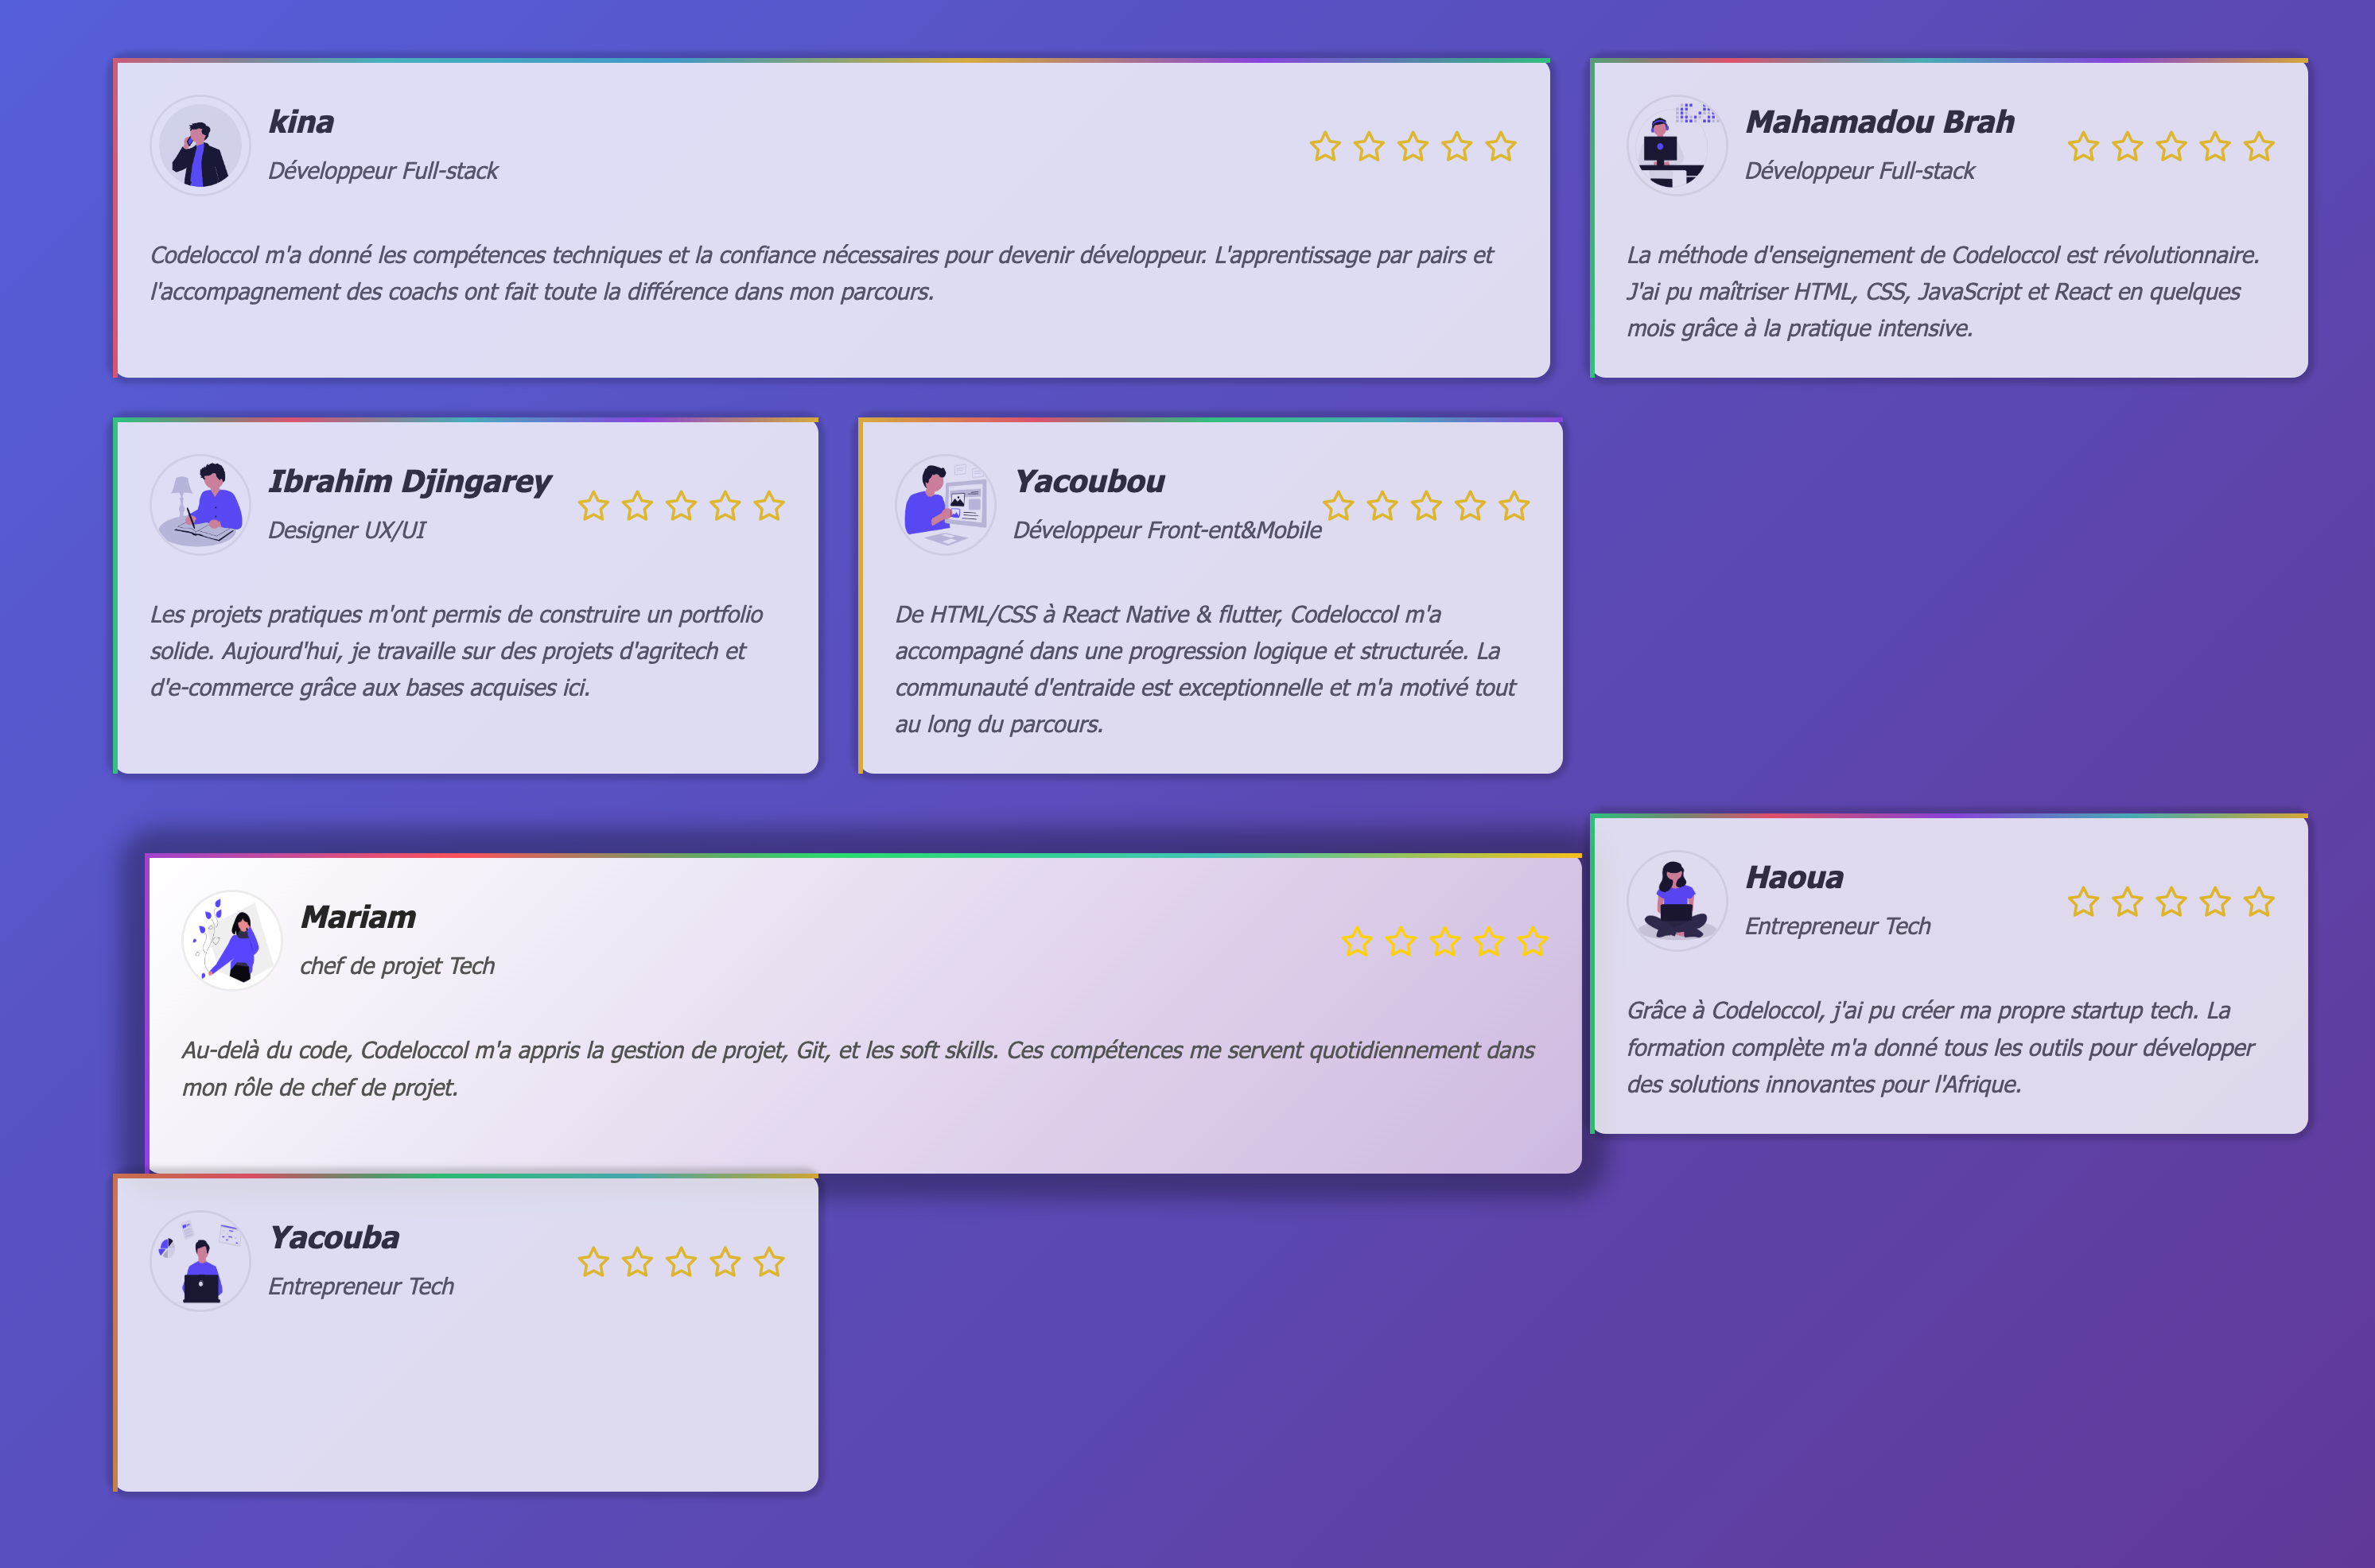 kina
Développeur Full-stack
Codeloccol m'a donné les compétences techniques et la confiance nécessaires pour devenir développeur. L'apprentissage par pairs et
l'accompagnement des coachs ont fait toute la différence dans mon parcours.
Mahamadou Brah
Développeur Full-stack
La méthode d'enseignement de Codeloccol est révolutionnaire.
J'ai pu maîtriser HTML, CSS, JavaScript et React en quelques
mois grâce à la pratique intensive.
Ibrahim Djingarey
Designer UX/UI
Les projets pratiques m'ont permis de construire un portfolio
solide. Aujourd'hui, je travaille sur des projets d'agritech et
d'e-commerce grâce aux bases acquises ici.
Yacoubou
Développeur Front-ent&Mobile
De HTML/CSS à React Native & flutter, Codeloccol m'a
accompagné dans une progression logique et structurée. La
communauté d'entraide est exceptionnelle et m'a motivé tout
au long du parcours.
Mariam
chef de projet Tech
Au-delà du code, Codeloccol m'a appris la gestion de projet, Git, et les soft skills. Ces compétences me servent quotidiennement dans
mon rôle de chef de projet.
Haoua
Entrepreneur Tech
Grâce à Codeloccol, j'ai pu créer ma propre startup tech. La
formation complète m'a donné tous les outils pour développer
des solutions innovantes pour l'Afrique.
Yacouba
Entrepreneur Tech